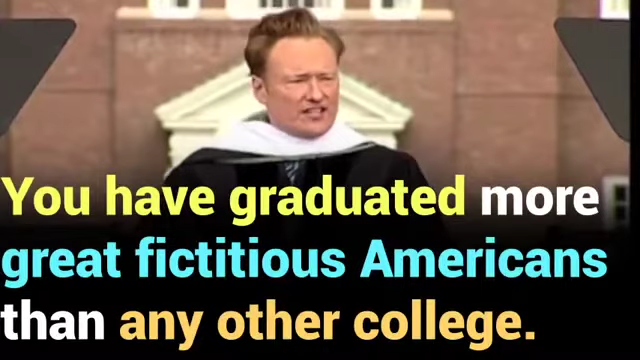 You have graduated more
great fictitious Americans
than any other college.